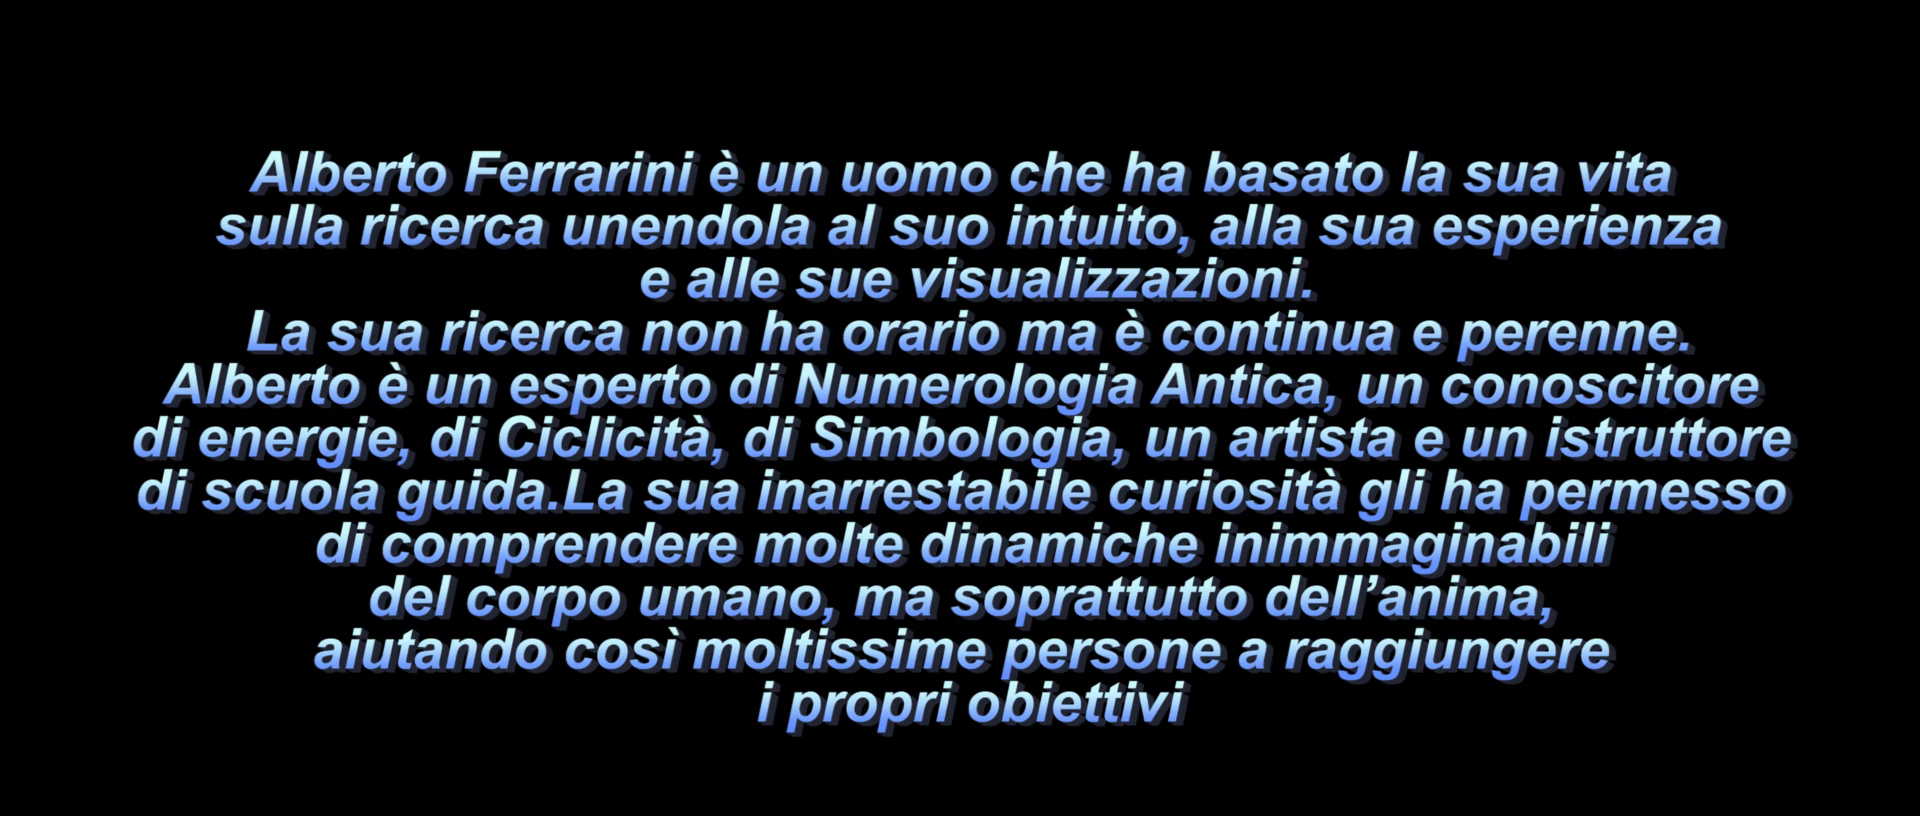 Alberto Ferrarini è un uomo che ha basato la sua vita
sulla ricerca unendola al suo intuito, alla sua esperienza
e alle sue visualizzazioni.
La sua ricerca non ha orario ma è continua e perenne.
Alberto è un esperto di Numerologia Antica, un conoscitore
di energie, di Ciclicità, di Simbologia, un artista e un istruttore
di scuola guida.La sua inarrestabile curiosità gli ha permesso
di comprendere molte dinamiche inimmaginabili
del corpo umano, ma soprattutto dell’anima,
aiutando così moltissime persone a raggiungere
i propri obiettivi